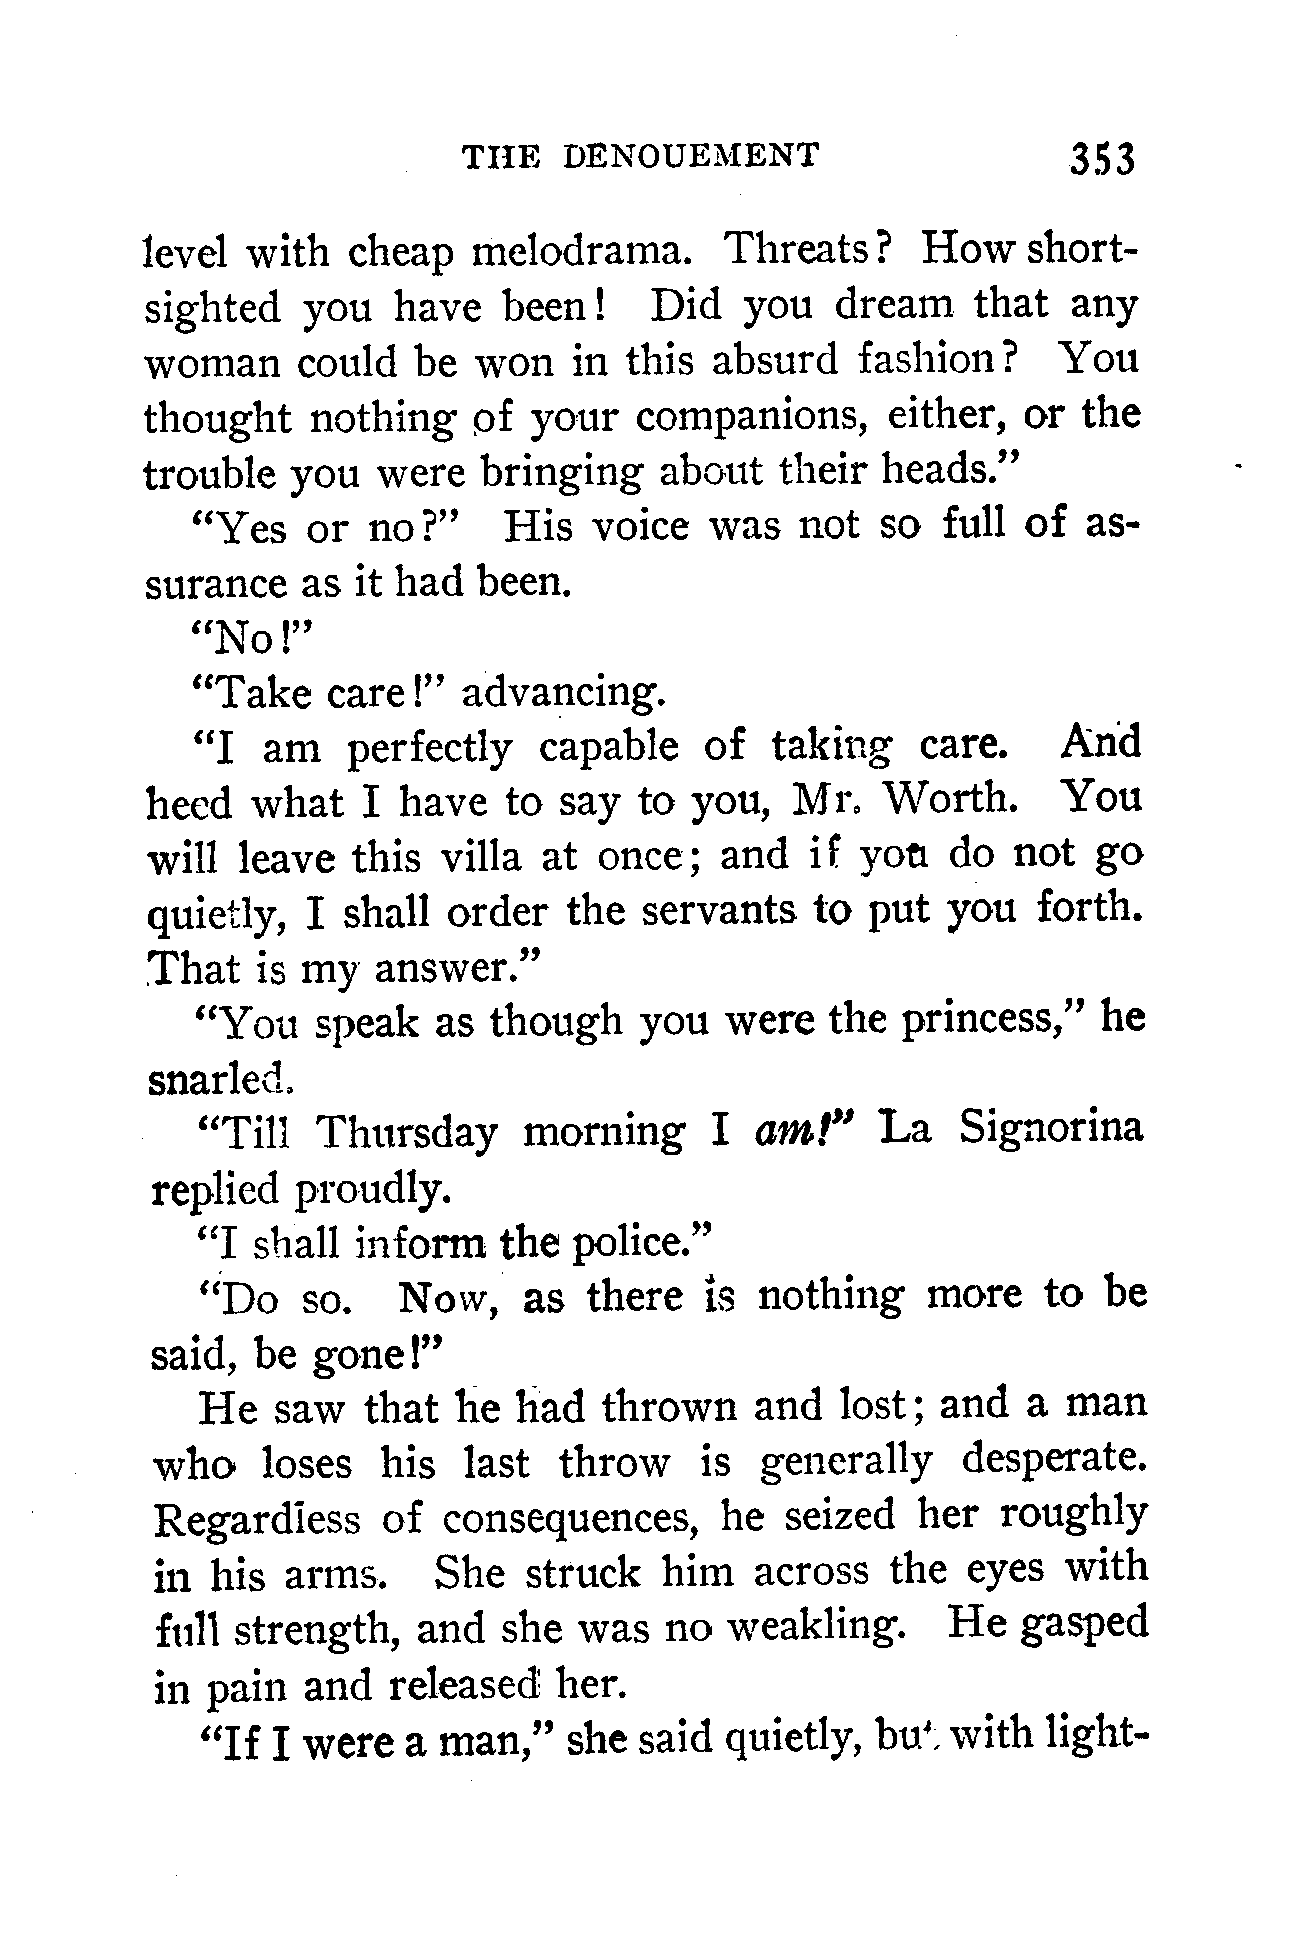 THE DENOUEMENT 353
level with cheap melodrama. Threats? How short-
sighted you have been! Did you dream that any
woman could be won in this absurd fashion? You
thought nothing of your companions, either, or the
trouble you were bringing about their heads."
"Yes or no?" His voice was not so full of as-
surance as it had been.
"No!"
"Take care!" advancing.
"I am perfectly capable of taking care. And
heed what I have to say to you, Mr. Worth. You
will leave this villa at once; and if you do not go
quietly, I shall order the servants to put you forth.
That is my answer."
"You speak as though you were the princess," he
snarled.
"Till Thursday morning I am!" La Signorina
replied proudly.
"I shall inform the police."
"Do so. Now, as there is nothing more to be
said, be gone!"
He saw that he had thrown and lost; and a man
who loses his last throw is generally desperate.
Regardless of consequences, he seized her roughly
in his arms. She struck him across the eyes with
full strength, and she was no weakling. He gasped
in pain and released her.
"If I were a man," she said quietly, but with light-